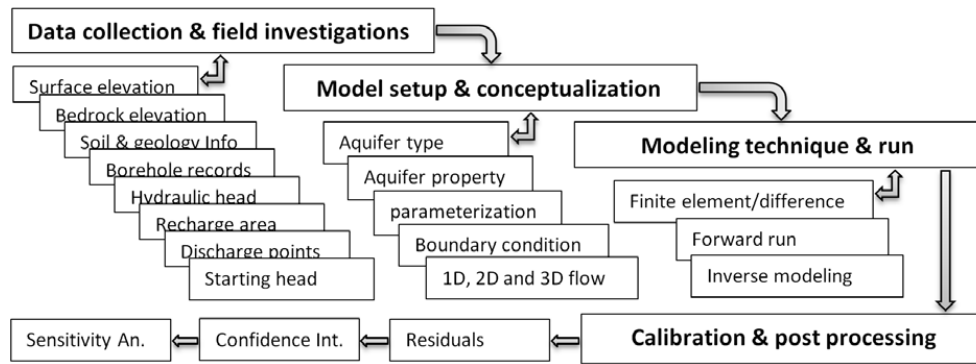 Data collection & field investigations
Surface elevation
Bedrock elevation
Soil & geology Info
Borehole records
Hydraulic head
Recharge area
Discharge points
Starting head
Model setup & conceptualization
Aquifer type
Aquifer property
parameterization
Boundary condition
1D, 2D and 3D flow
Modeling technique & run
Finite element/difference
Forward run
Inverse modeling
Calibration & post processing
Residuals
Confidence Int.
Sensitivity An.